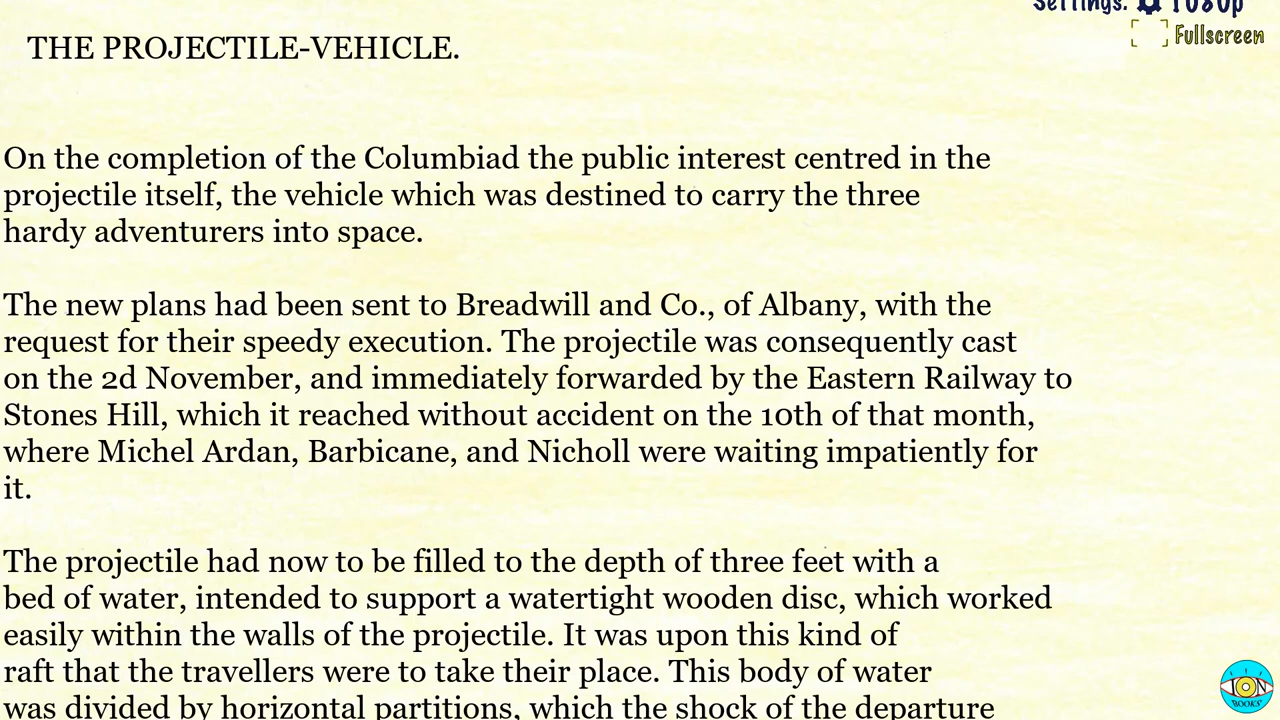 Settings: 1080p
Fullscreen
THE PROJECTILE-VEHICLE.
On the completion of the Columbiad the public interest centred in the
projectile itself, the vehicle which was destined to carry the three
hardy adventurers into space.
The new plans had been sent to Breadwill and Co., of Albany, with the
request for their speedy execution. The projectile was consequently cast
on the 2d November, and immediately forwarded by the Eastern Railway to
Stones Hill, which it reached without accident on the 10th of that month,
where Michel Ardan, Barbicane, and Nicholl were waiting impatiently for
it.
The projectile had now to be filled to the depth of three feet with a
bed of water, intended to support a watertight wooden disc, which worked
easily within the walls of the projectile. It was upon this kind of
raft that the travellers were to take their place. This body of water
was divided by horizontal partitions, which the shock of the departure
ION
BOOKS